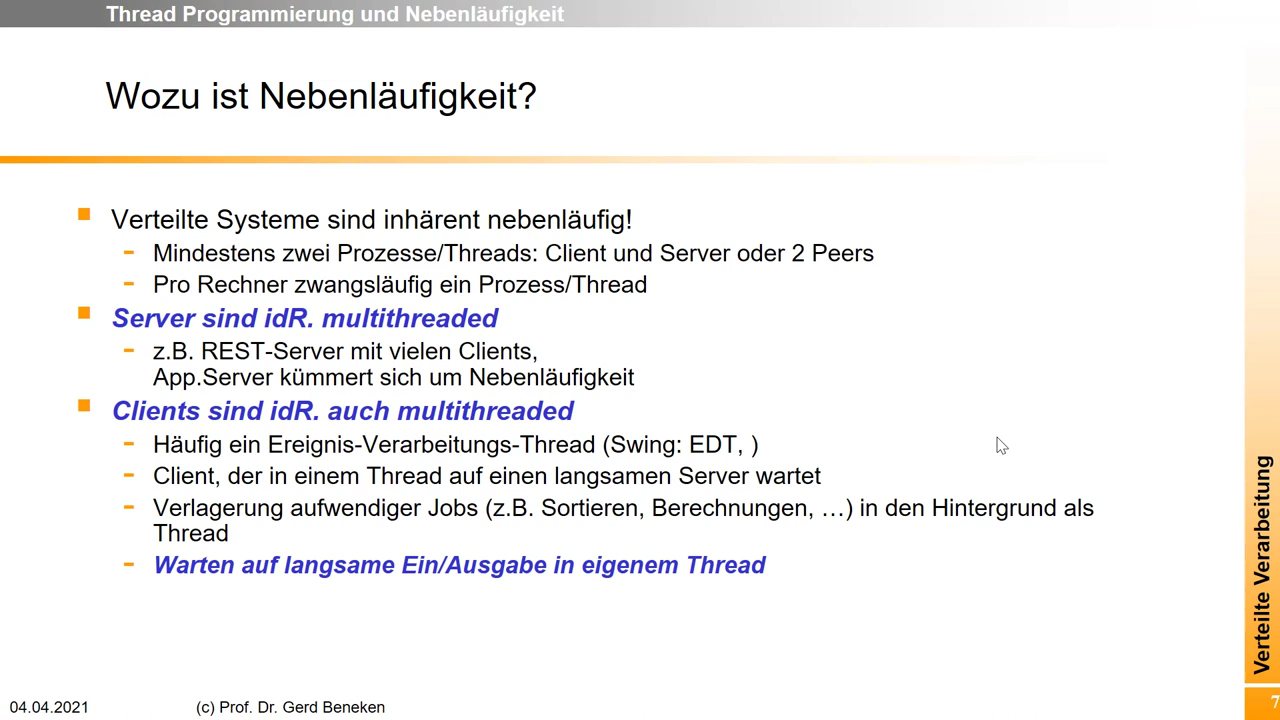 Thread Programmierung und Nebenläufigkeit
Wozu ist Nebenläufigkeit?
Verteilte Systeme sind inhärent nebenläufig!
Mindestens zwei Prozesse/Threads: Client und Server oder 2 Peers
Pro Rechner zwangsläufig ein Prozess/Thread
Server sind idR. multithreaded
z.B. REST-Server mit vielen Clients,
App.Server kümmert sich um Nebenläufigkeit
Clients sind idR. auch multithreaded
Häufig ein Ereignis-Verarbeitungs-Thread (Swing: EDT, )
Client, der in einem Thread auf einen langsamen Server wartet
Verlagerung aufwendiger Jobs (z.B. Sortieren, Berechnungen, …) in den Hintergrund als
Thread
Warten auf langsame Ein/Ausgabe in eigenem Thread
Verteilte Verarbeitung
04.04.2021
(c) Prof. Dr. Gerd Beneken
7